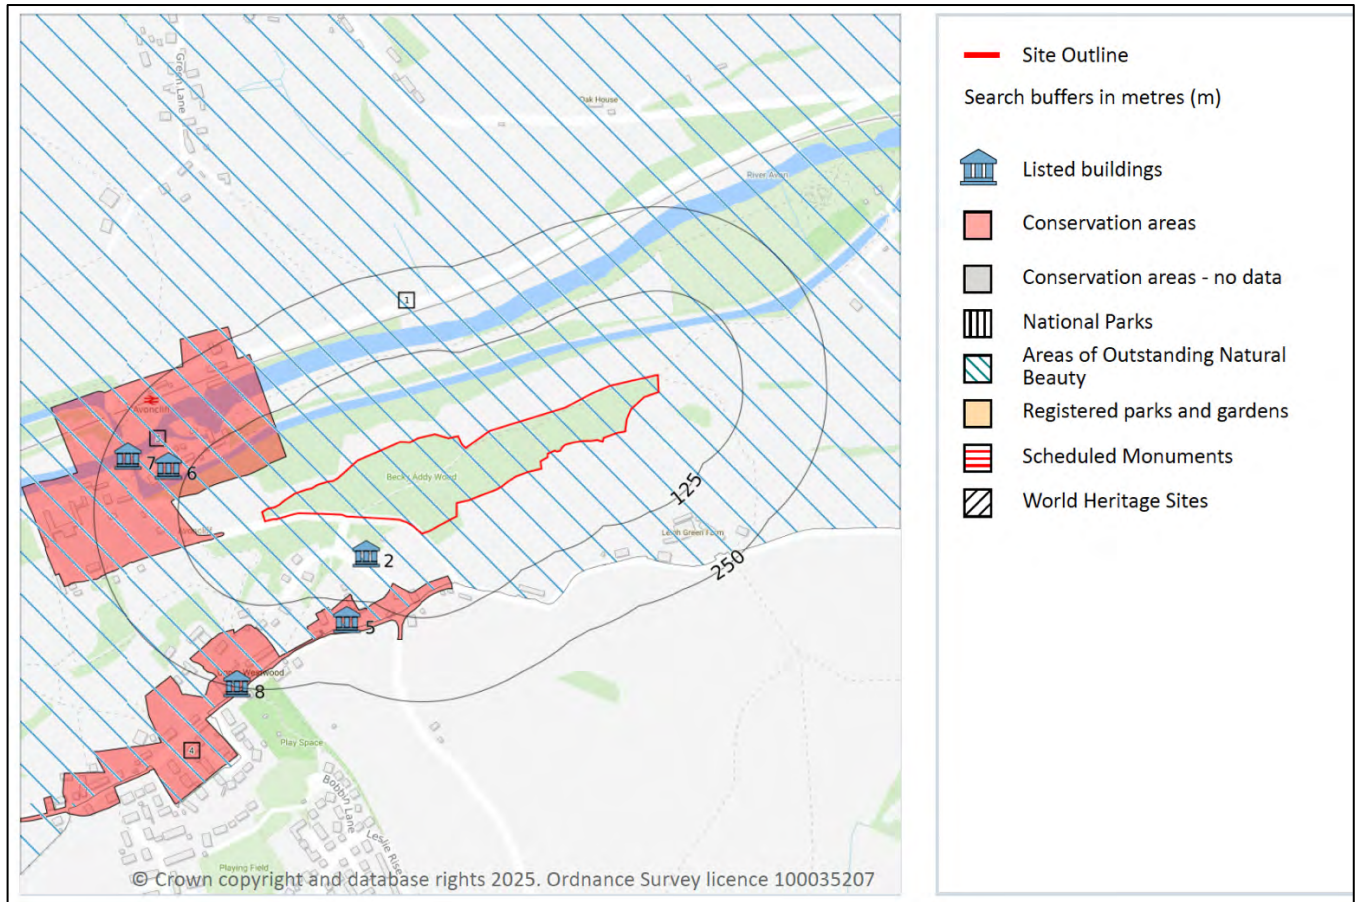 Green Lane
Oak House
River Avon
1
Avoncliff
7
6
Becky Addy Wood
125
Leigh Green Farm
250
2
5
8
4
Play Space
Bobbin Lane
Leslie Rise
Playing Field
© Crown copyright and database rights 2025. Ordnance Survey licence 100035207
Site Outline
Search buffers in metres (m)
Listed buildings
Conservation areas
Conservation areas - no data
National Parks
Areas of Outstanding Natural
Beauty
Registered parks and gardens
Scheduled Monuments
World Heritage Sites